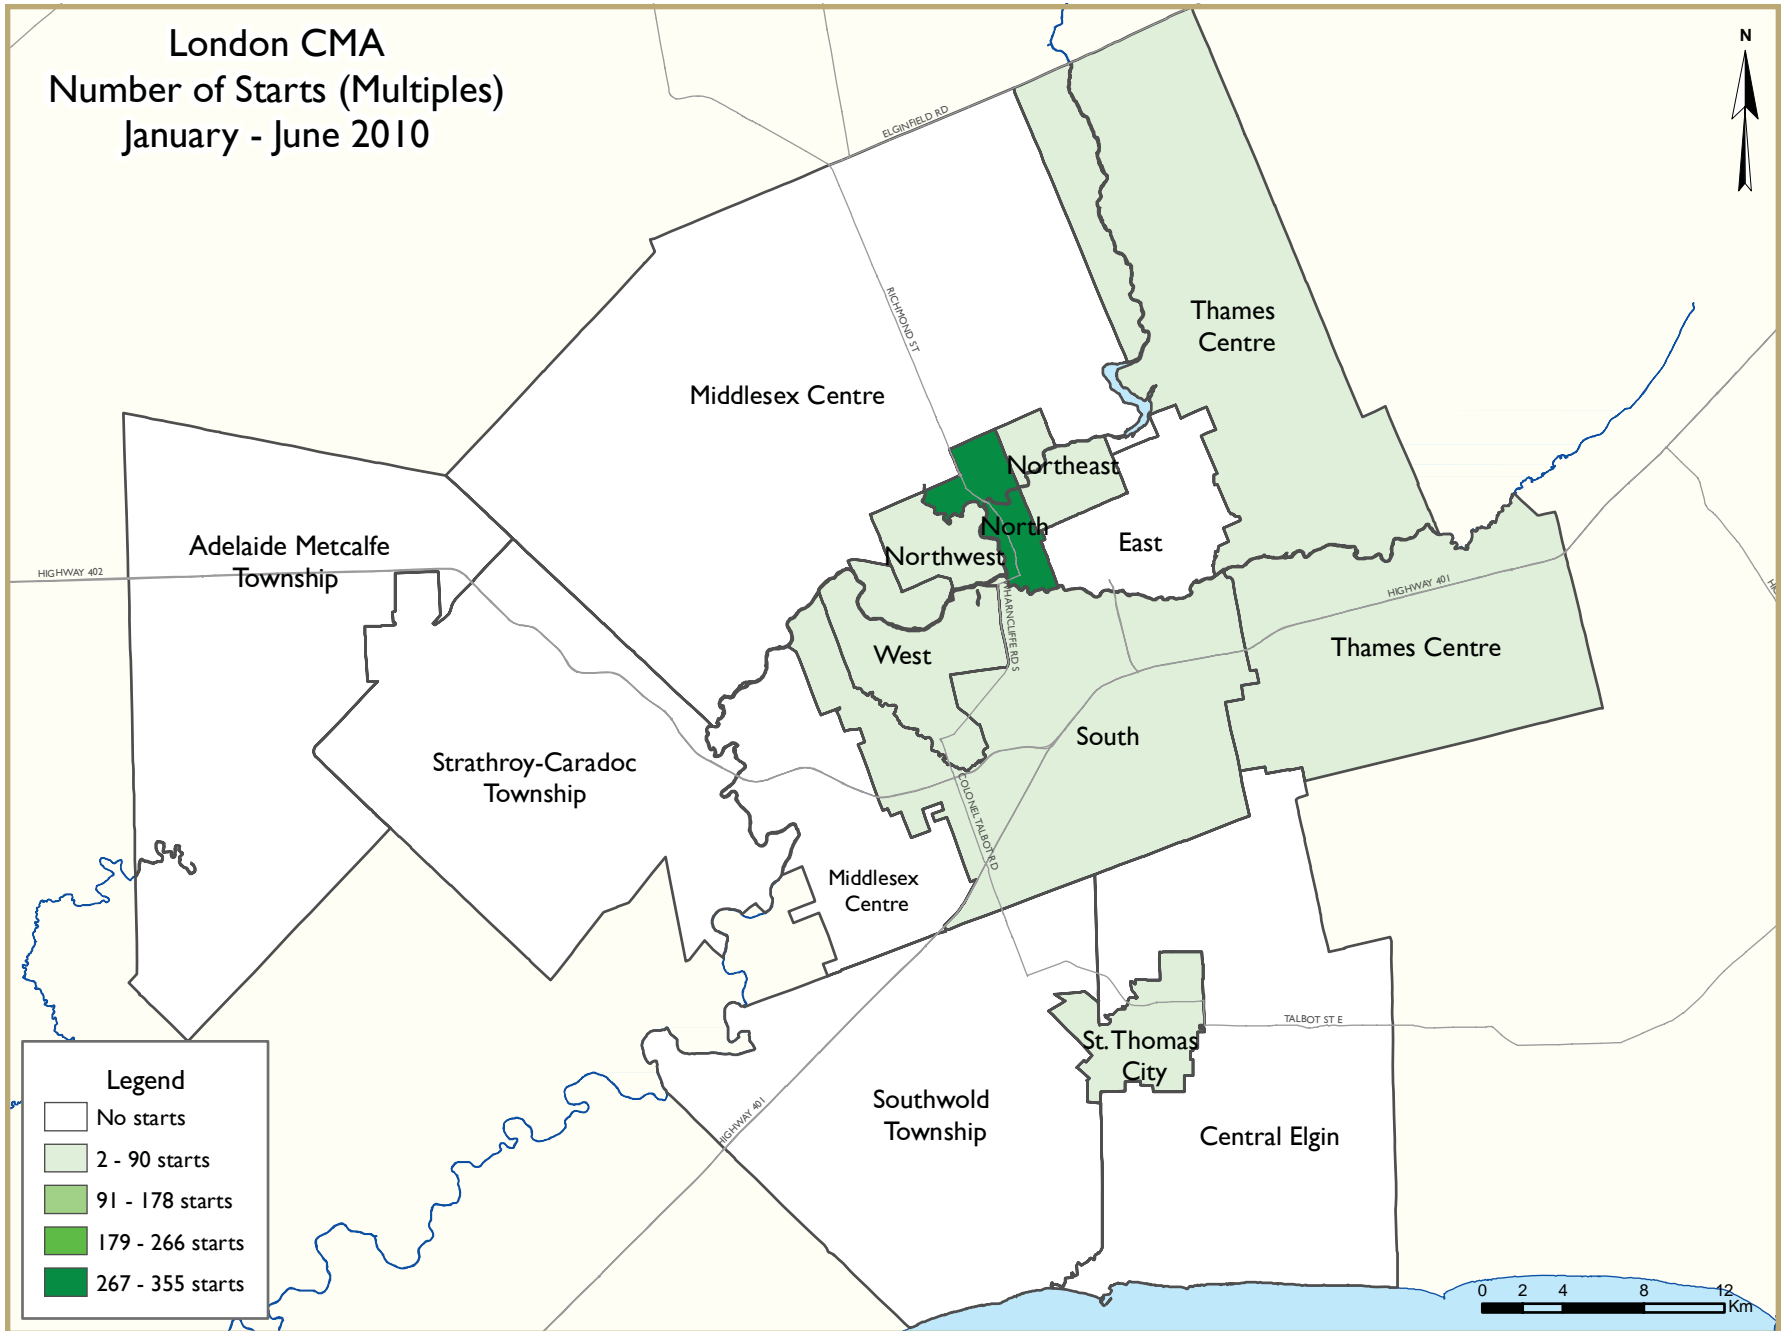 London CMA
Number of Starts (Multiples)
January - June 2010
N
ELGINFIELD RD
RICHMOND ST
Thames
Centre
Middlesex Centre
Northeast
North
Northwest
East
Adelaide Metcalfe
Township
HIGHWAY 402
HIGHWAY 401
WHARNCLIFFE RD S
West
Thames Centre
South
Strathroy-Caradoc
Township
COLONEL TALBOT RD
Middlesex
Centre
TALBOT ST E
St. Thomas
City
Southwold
Township
Central Elgin
HIGHWAY 401
Legend
No starts
2 - 90 starts
91 - 178 starts
179 - 266 starts
267 - 355 starts
0 2 4 8 12
Km